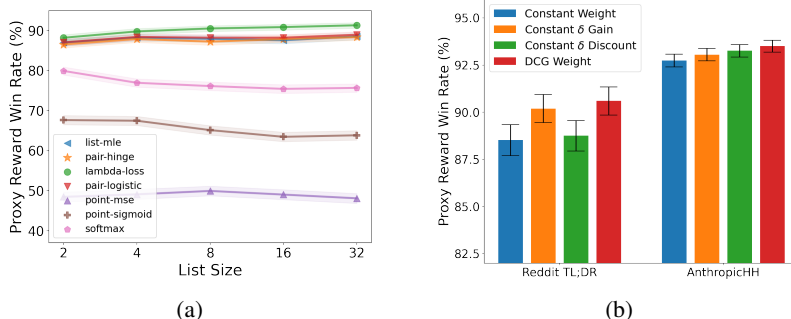 Proxy Reward Win Rate (%)
90
80
70
60
50
40
list-mle
pair-hinge
lambda-loss
pair-logistic
point-mse
point-sigmoid
softmax
2
4
8
16
32
List Size
(a)
Proxy Reward Win Rate (%)
95.0
92.5
90.0
87.5
85.0
82.5
Constant Weight
Constant δ Gain
Constant δ Discount
DCG Weight
Reddit TL;DR
AnthropicHH
(b)